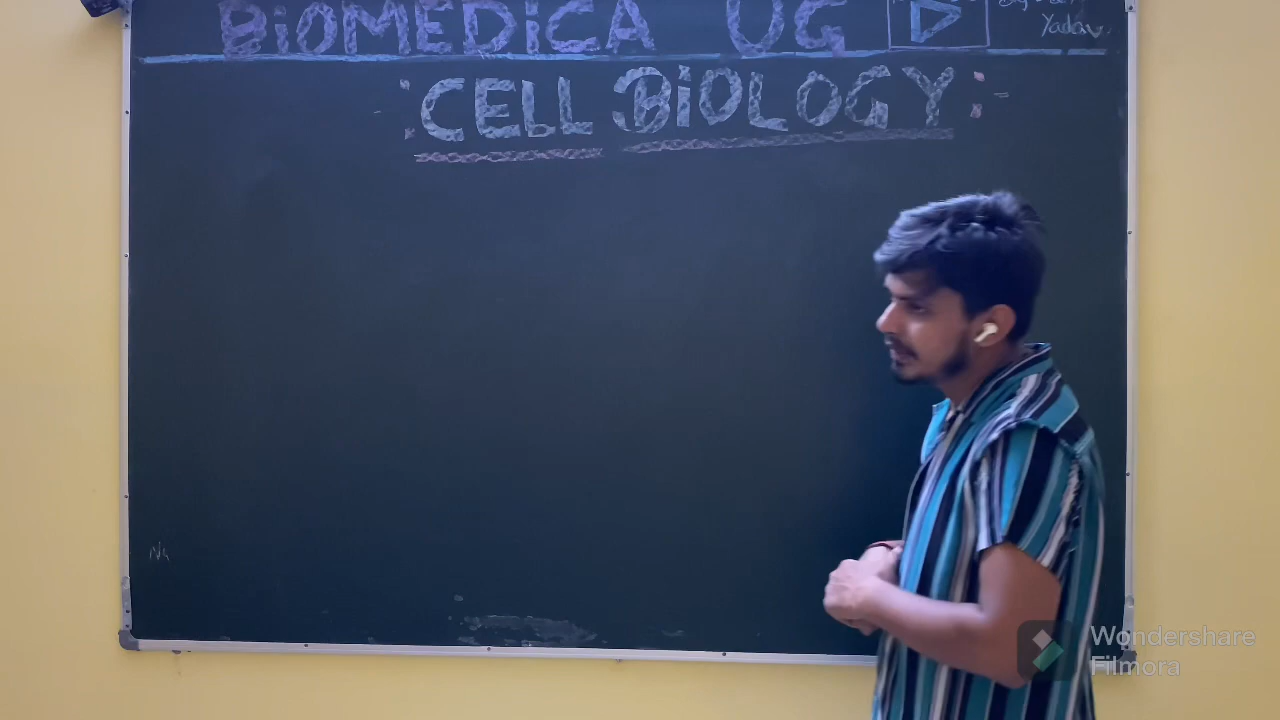 BiOMEDiCA UG
Yadav
: CELL BiOLOGY : -
Wondershare
Filmora